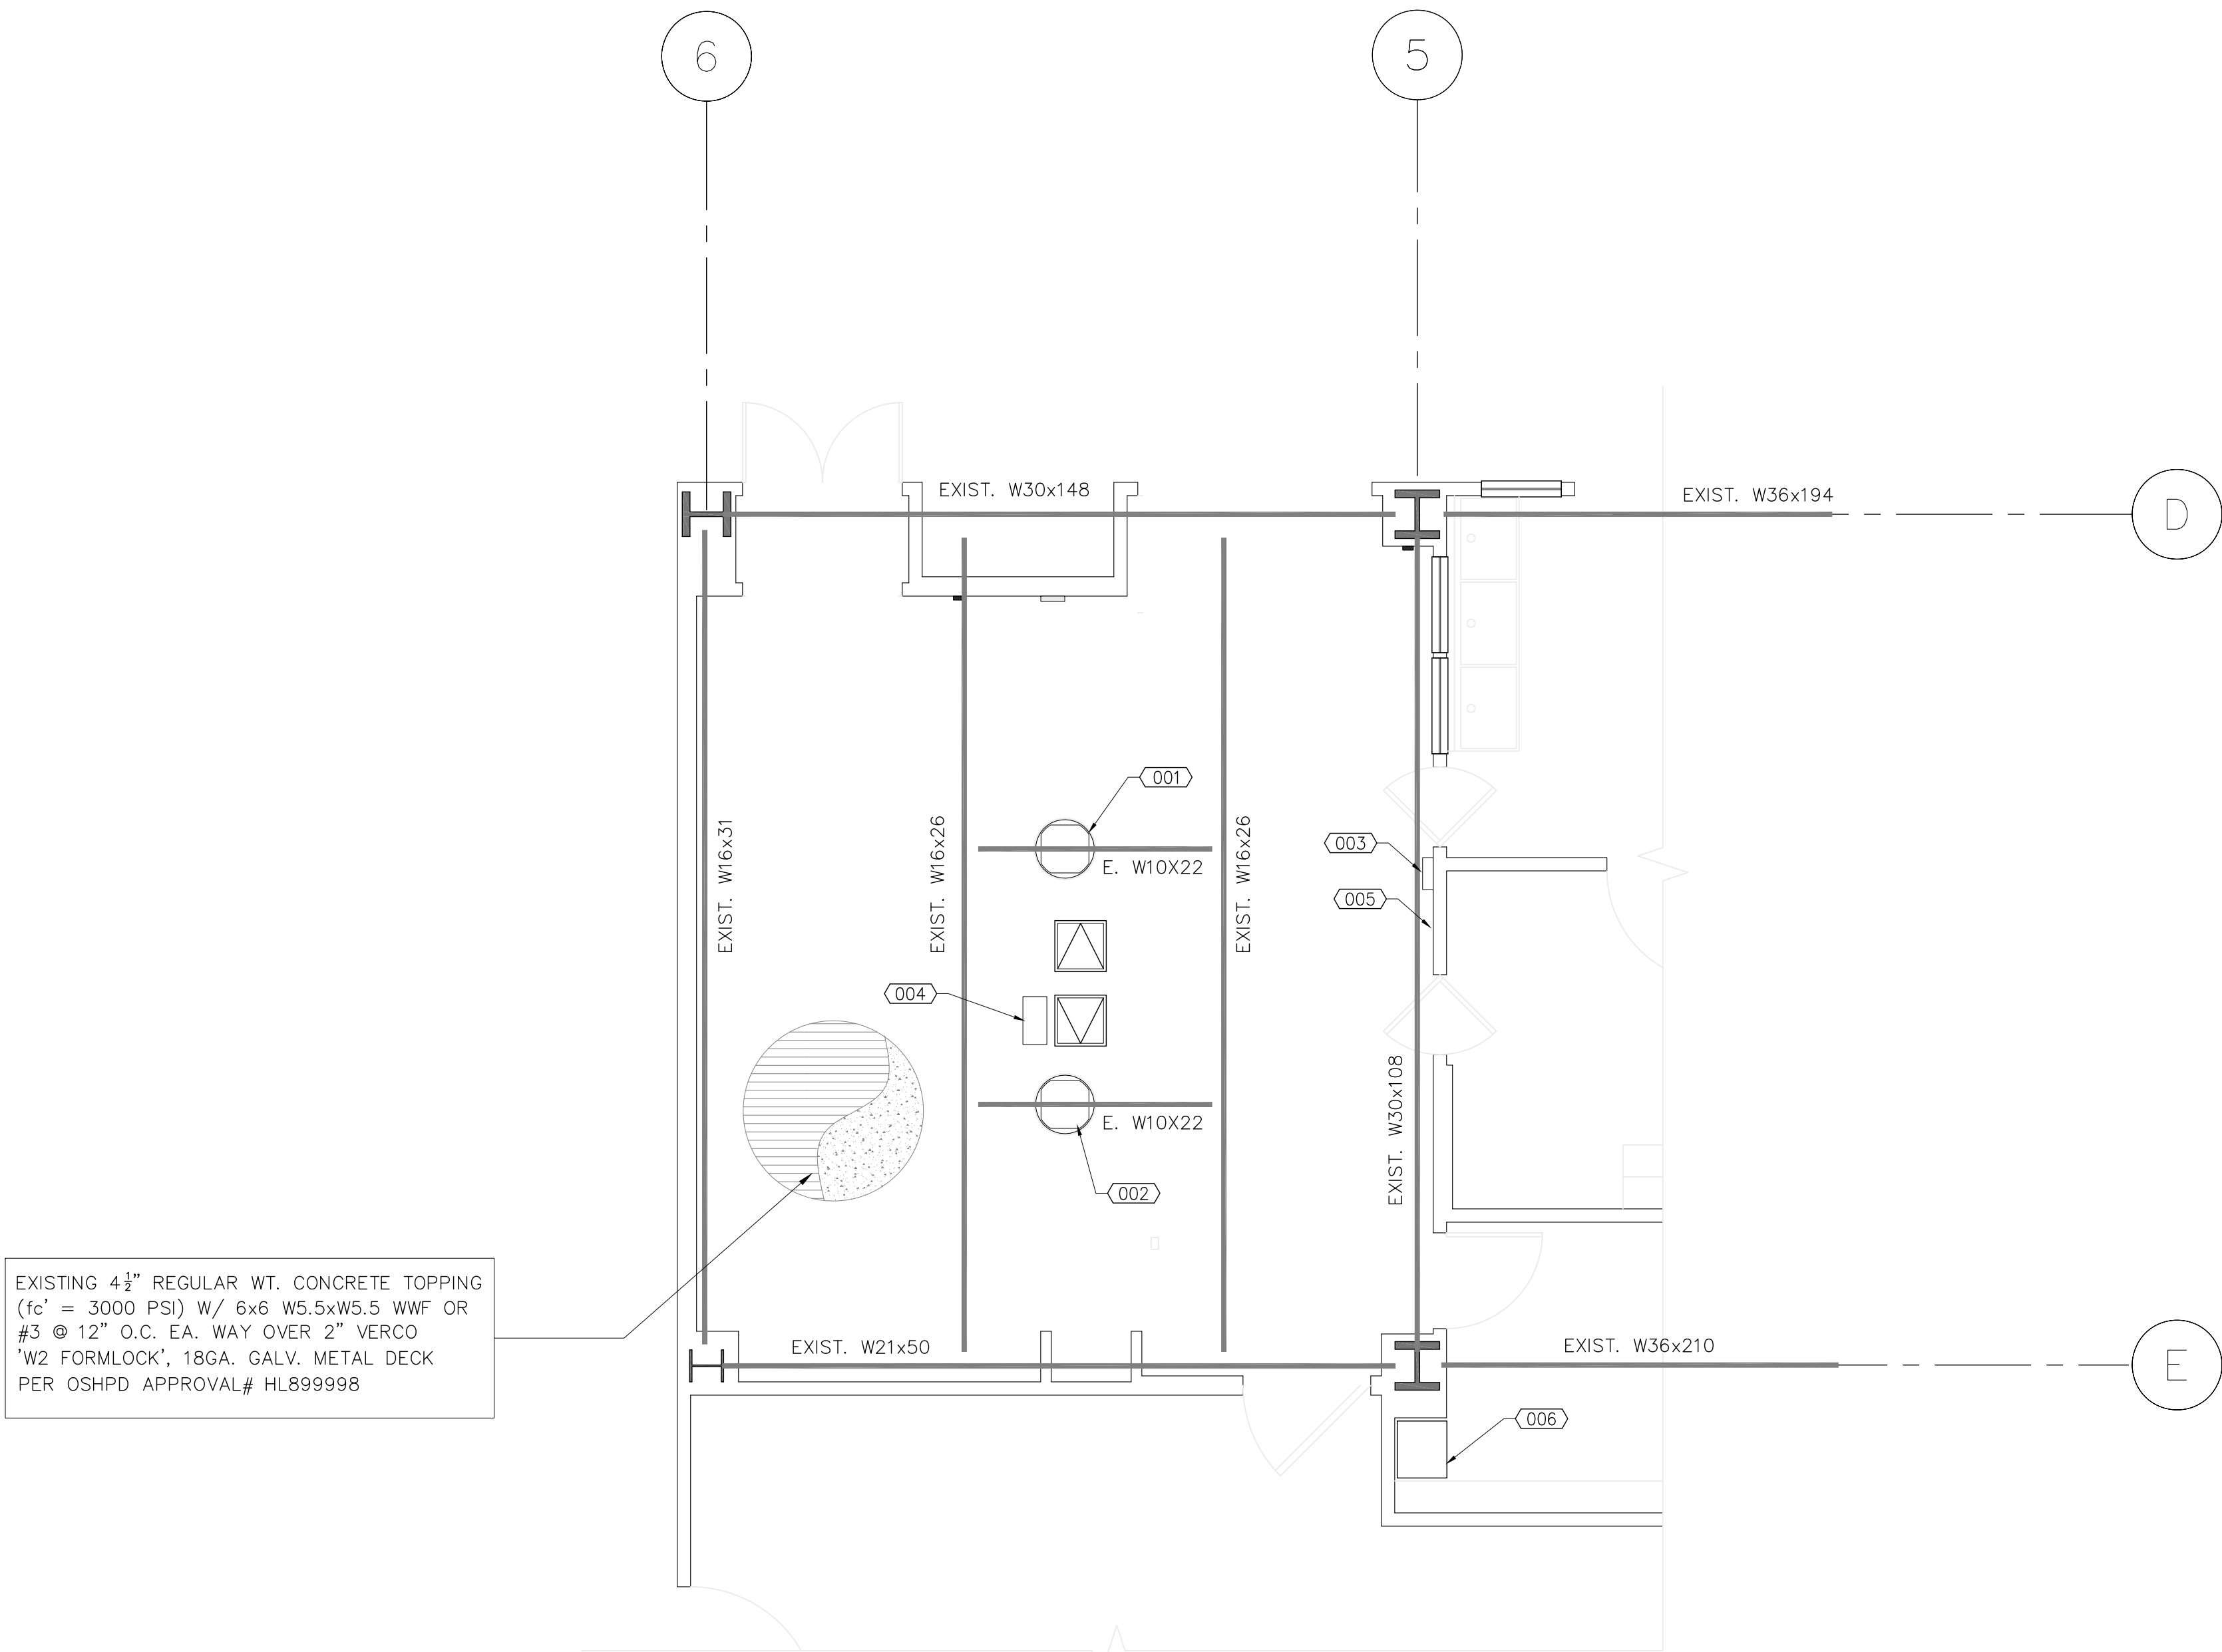 6
5
EXIST. W30x148
EXIST. W36x194
D
001
E. W10X22
EXIST. W16x31
EXIST. W16x26
EXIST. W16x26
003
005
004
EXIST. W30x108
E. W10X22
002
EXISTING 4½" REGULAR WT. CONCRETE TOPPING
(fc' = 3000 PSI) W/ 6x6 W5.5xW5.5 WWF OR
#3 @ 12" O.C. EA. WAY OVER 2" VERCO
'W2 FORMLOCK', 18GA. GALV. METAL DECK
PER OSHPD APPROVAL# HL899998
EXIST. W21x50
EXIST. W36x210
E
006